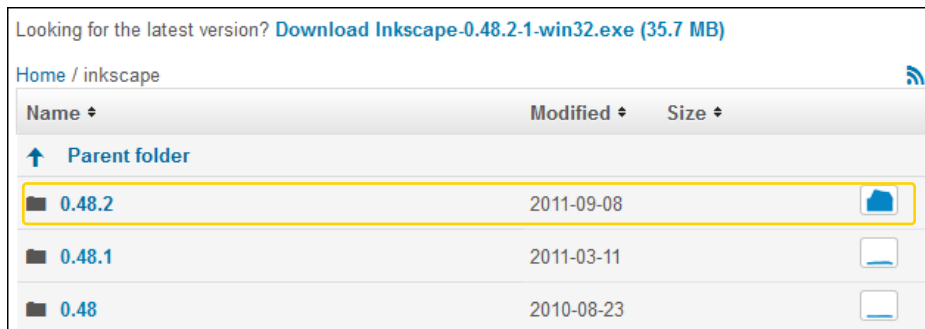 Looking for the latest version? Download Inkscape-0.48.2-1-win32.exe (35.7 MB)
Home / inkscape
Name Modified Size
Parent folder
0.48.2 2011-09-08
0.48.1 2011-03-11
0.48 2010-08-23